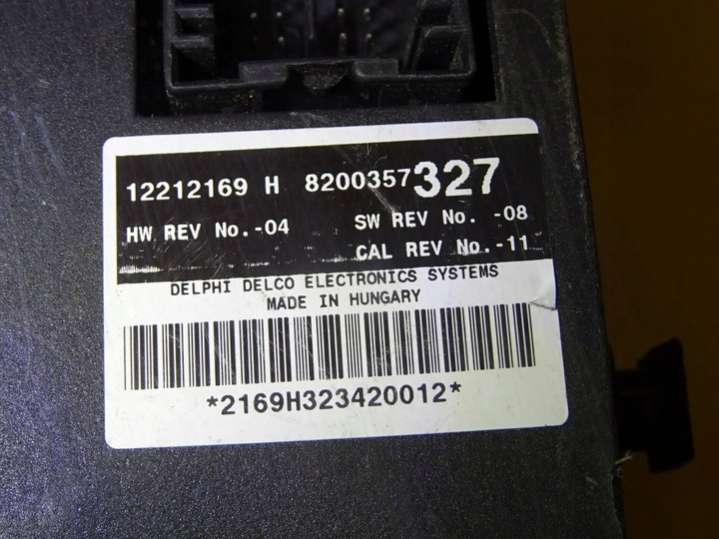 12212169 H 8200357327
HW REV No.-04 SW REV No. -08
CAL REV No.-11
DELPHI DELCO ELECTRONICS SYSTEMS
MADE IN HUNGARY
*2169H323420012*